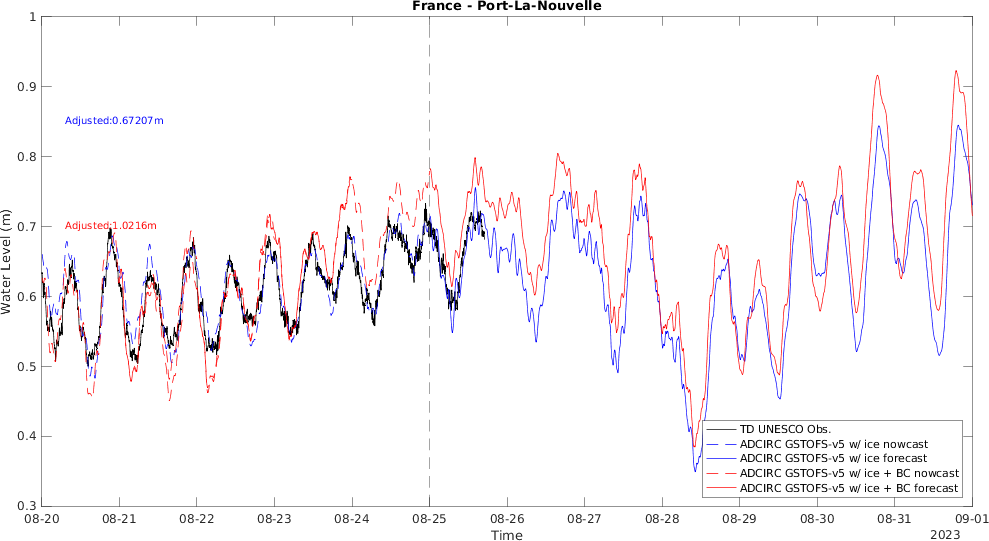 France - Port-La-Nouvelle
1
0.9
0.8
0.7
0.6
0.5
0.4
0.3
Water Level (m)
Adjusted:0.67207m
Adjusted:1.0216m
TD UNESCO Obs.
ADCIRC GSTOFS-v5 w/ ice nowcast
ADCIRC GSTOFS-v5 w/ ice forecast
ADCIRC GSTOFS-v5 w/ ice + BC nowcast
ADCIRC GSTOFS-v5 w/ ice + BC forecast
08-20 08-21 08-22 08-23 08-24 08-25 08-26 08-27 08-28 08-29 08-30 08-31 09-01
Time
2023